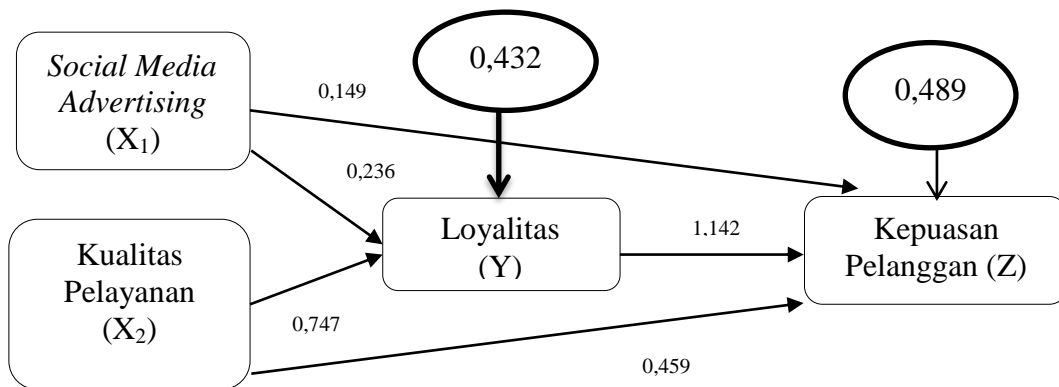 Social Media
Advertising
(X₁)
0,432
0,489
0,149
0,236
Loyalitas
(Y)
1,142
Kepuasan
Pelanggan (Z)
Kualitas
Pelayanan
(X₂)
0,747
0,459